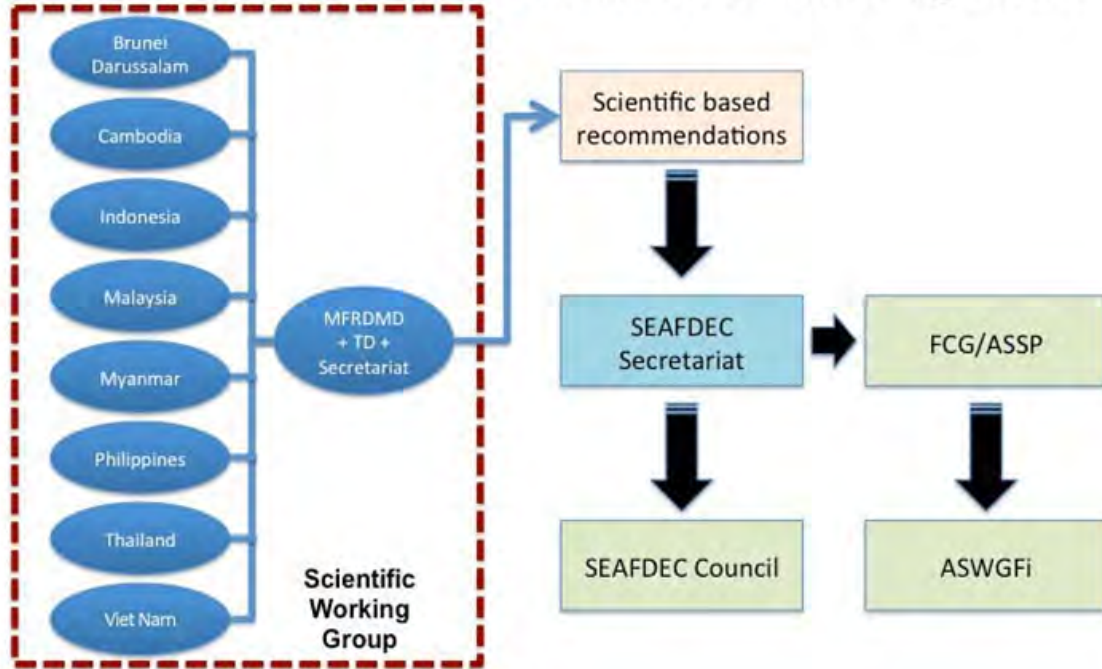 Brunei
Darussalam
Cambodia
Indonesia
Malaysia
Myanmar
Philippines
Thailand
Viet Nam
MFRDMD
+ TD +
Secretariat
Scientific
Working
Group
Scientific based
recommendations
SEAFDEC
Secretariat
FCG/ASSP
SEAFDEC Council
ASWGFi